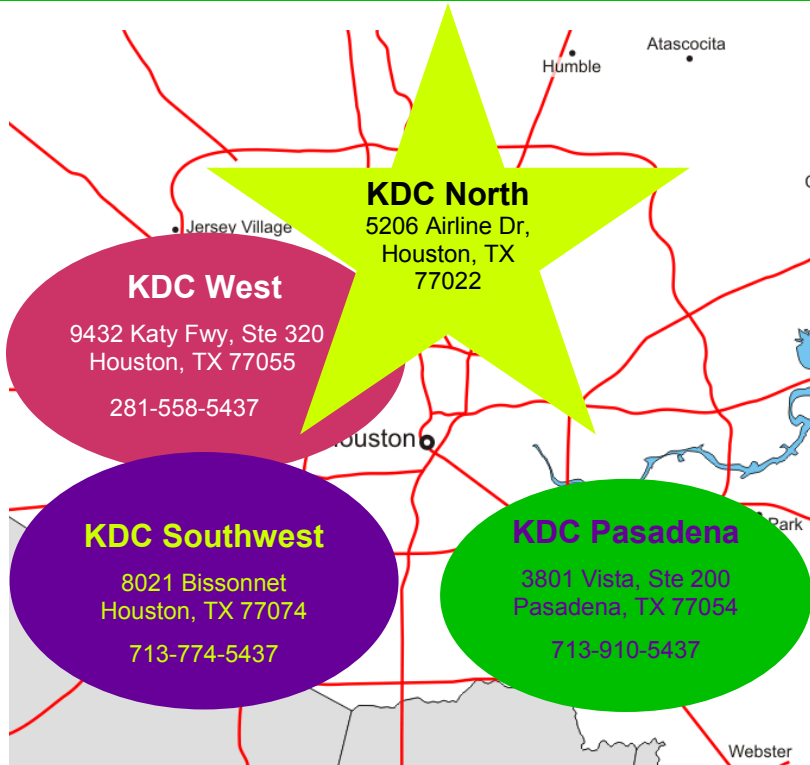 Atascocita
Humble
KDC North
5206 Airline Dr,
Houston, TX
77022
Jersey Village
KDC West
9432 Katy Fwy, Ste 320
Houston, TX 77055
281-558-5437
ouston
KDC Southwest
8021 Bissonnet
Houston, TX 77074
713-774-5437
KDC Pasadena
3801 Vista, Ste 200
Pasadena, TX 77054
713-910-5437
Park
Webster